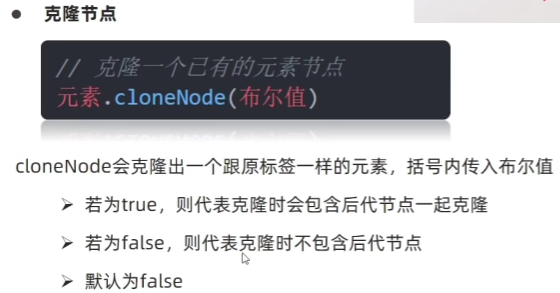 ● 克隆节点
// 克隆一个已有的元素节点
元素.cloneNode(布尔值)
cloneNode会克隆出一个跟原标签一样的元素，括号内传入布尔值
➢ 若为true，则代表克隆时会包含后代节点一起克隆
➢ 若为false，则代表克隆时不包含后代节点
➢ 默认为false